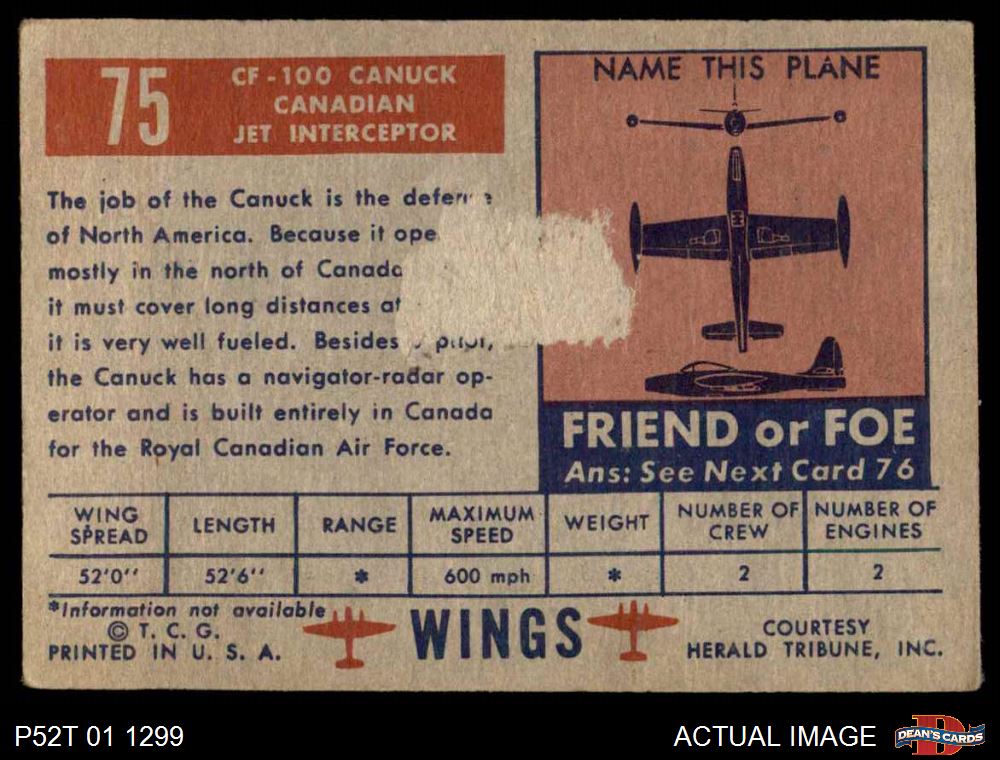 75
CF-100 CANUCK
CANADIAN
JET INTERCEPTOR
The job of the Canuck is the
of North America. Because it
mostly in the north of
it must cover long distances at
it is very well fueled. Besides
the Canuck has a navigator-radar op-
erator and is built entirely in Canada
for the Royal Canadian Air Force.
NAME THIS PLANE
FRIEND or FOE
Ans: See Next Card 76
WING SPREAD LENGTH RANGE MAXIMUM SPEED WEIGHT NUMBER OF CREW NUMBER OF ENGINES
52'0'' 52'6'' * 600 mph * 2 2
*Information not available
© T. C. G.
PRINTED IN U. S. A.
WINGS
COURTESY
HERALD TRIBUNE, INC.
P52T 01 1299
ACTUAL IMAGE
D
DEAN'S CARDS